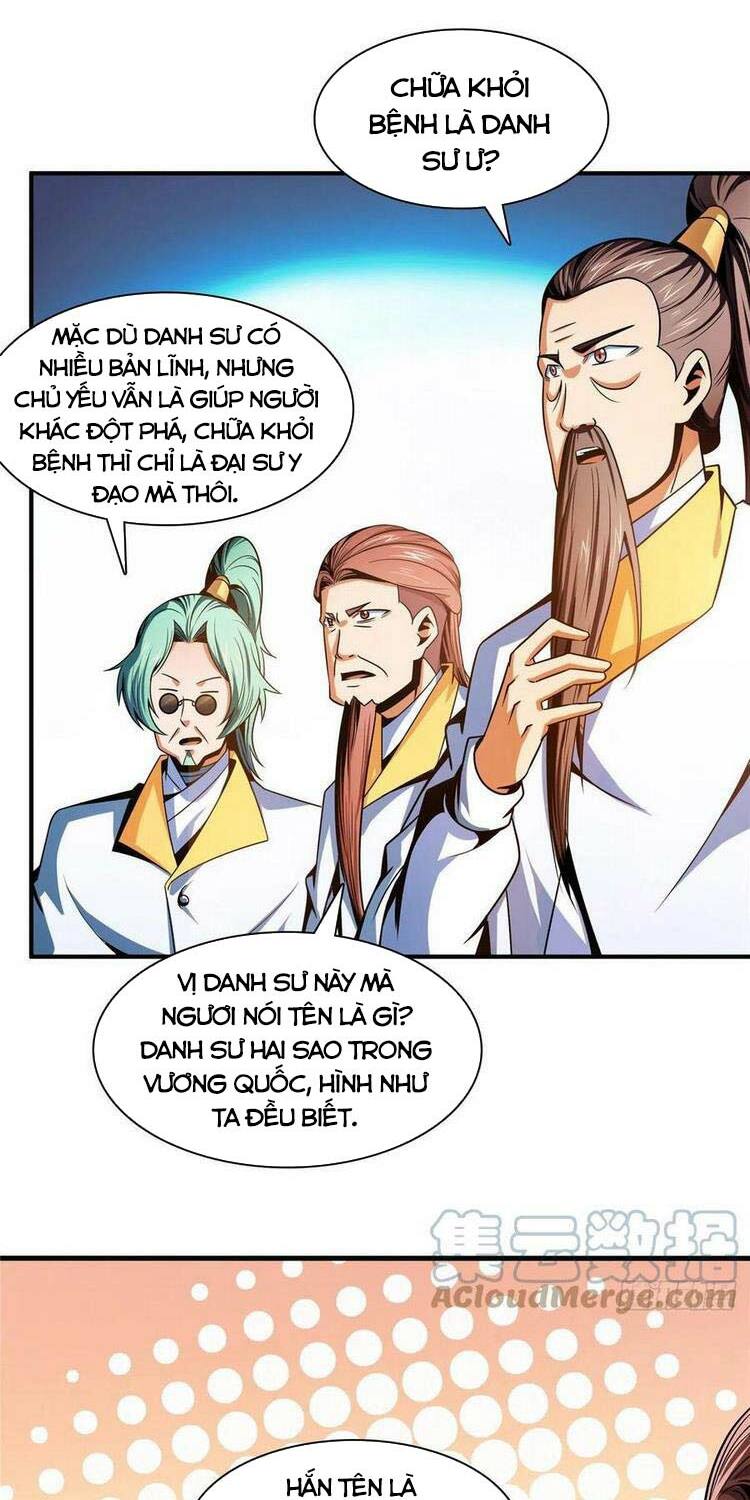 CHỮA KHỎI
BỆNH LÀ DANH
SƯ Ư?
MẶC DÙ DANH SƯ CÓ
NHIỀU BẢN LĨNH, NHƯNG
CHỦ YẾU VẪN LÀ GIÚP NGƯỜI
KHÁC ĐỘT PHÁ, CHỮA KHỎI
BỆNH THÌ CHỈ LÀ ĐẠI SƯ Y
ĐẠO MÀ THÔI.
VỊ DANH SƯ NÀY MÀ
NGƯƠI NÓI TÊN LÀ GÌ?
DANH SƯ HAI SAO TRONG
VƯƠNG QUỐC, HÌNH NHƯ
TA ĐỀU BIẾT.
集云数据
ACloudMerge.com
HẮN TÊN LÀ